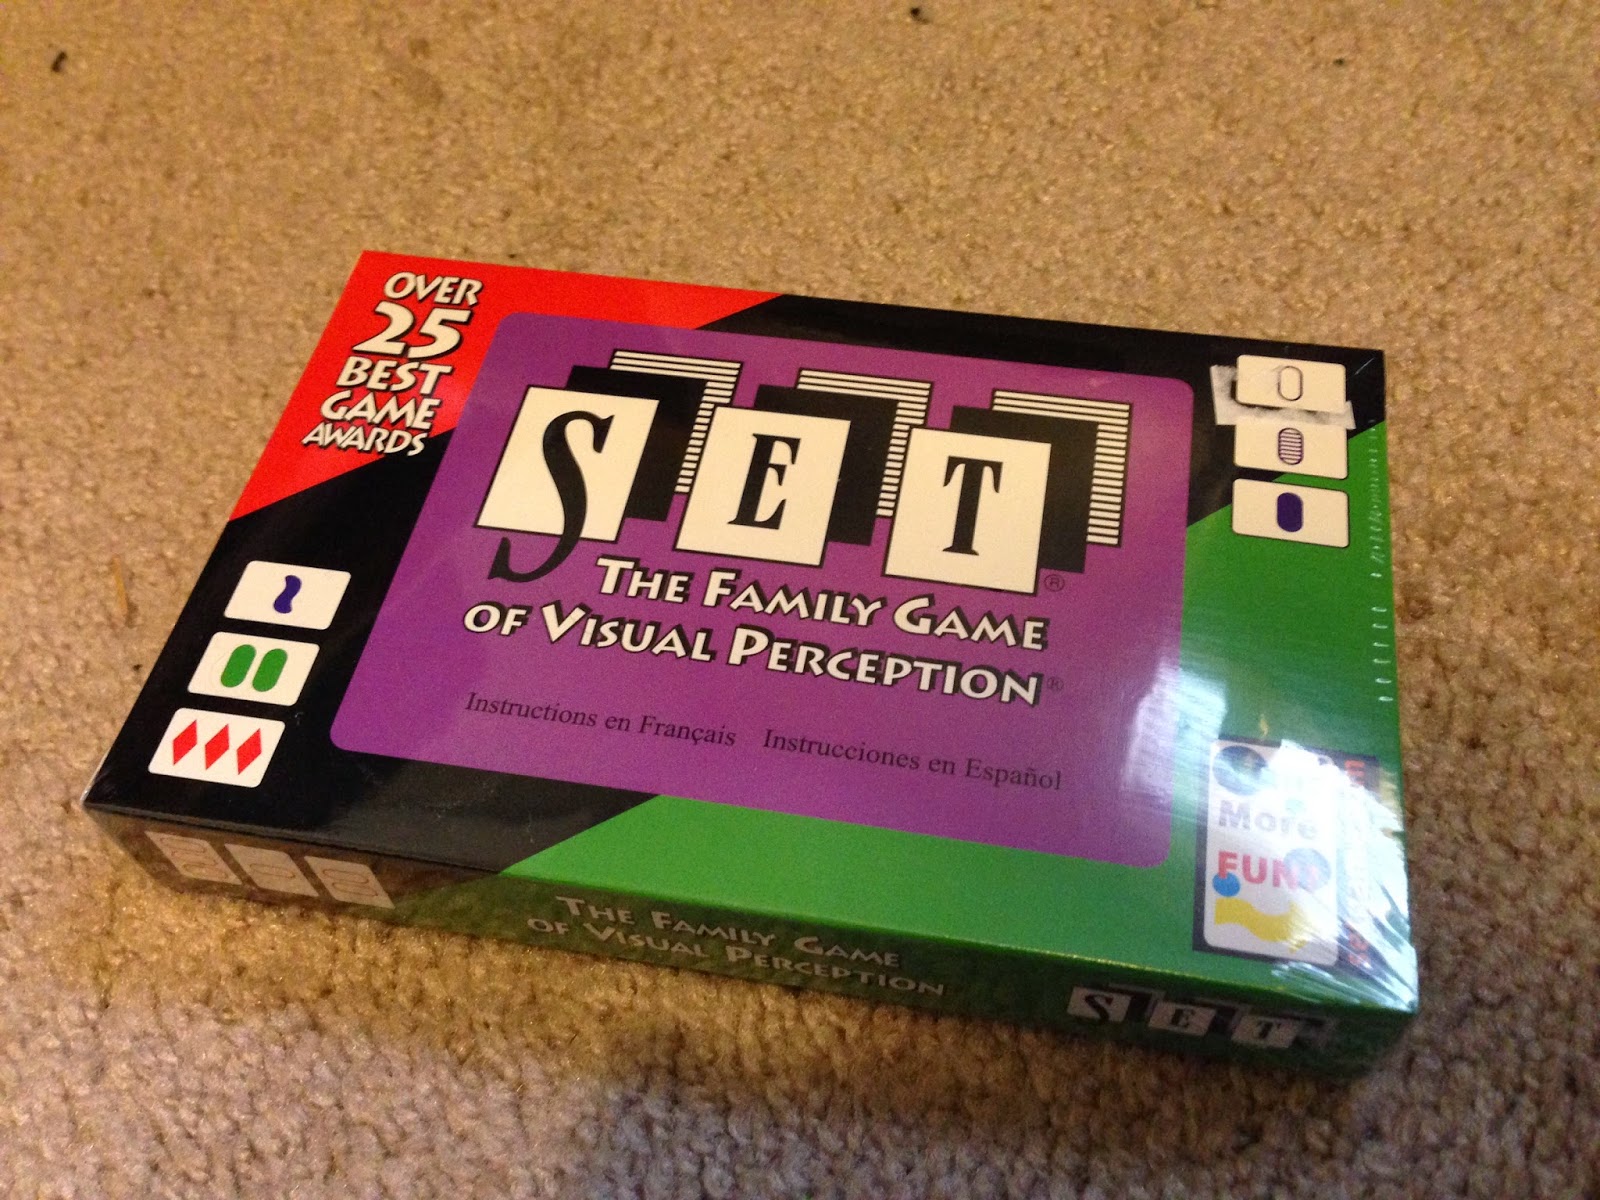 OVER
25
BEST
GAME
AWARDS
SET®
THE FAMILY GAME
OF VISUAL PERCEPTION®
Instructions en Français Instrucciones en Español
More
FUN!
THE FAMILY GAME
OF VISUAL PERCEPTION
SET